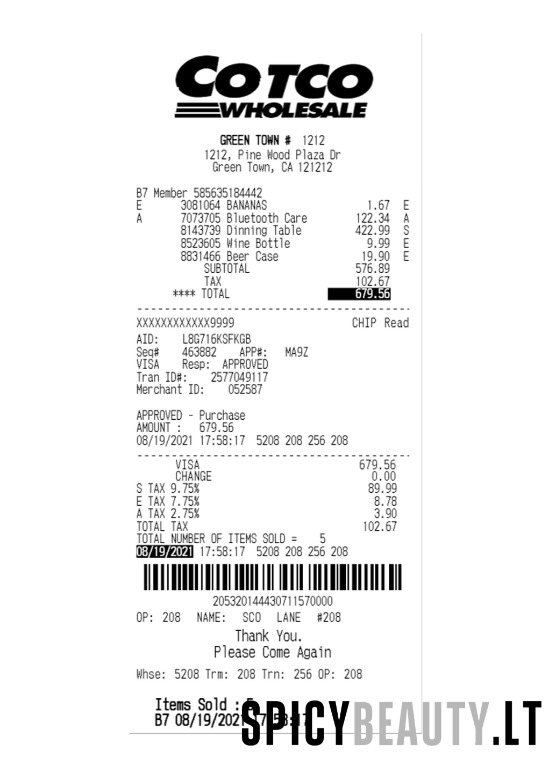 COTCO
WHOLESALE
GREEN TOWN # 1212
1212, Pine Wood Plaza Dr
Green Town, CA 121212
B7 Member 585635184442
E 3081064 BANANAS 1.67 E
A 7073705 Bluetooth Care 122.34 A
8143739 Dinning Table 422.99 S
8523605 Wine Bottle 9.99 E
8831466 Beer Case 19.90 E
SUBTOTAL 576.89
TAX 102.67
**** TOTAL 679.56
XXXXXXXXXXXX9999 CHIP Read
AID: L8G716KSFKGB
Seq# 463882 APP#: MA9Z
VISA Resp: APPROVED
Tran ID#: 2577049117
Merchant ID: 052587
APPROVED - Purchase
AMOUNT : 679.56
08/19/2021 17:58:17 5208 208 256 208
VISA 679.56
CHANGE 0.00
S TAX 9.75% 89.99
E TAX 7.75% 8.78
A TAX 2.75% 3.90
TOTAL TAX 102.67
TOTAL NUMBER OF ITEMS SOLD = 5
08/19/2021 17:58:17 5208 208 256 208
205320144430711570000
OP: 208 NAME: SCO LANE #208
Thank You.
Please Come Again
Whse: 5208 Trm: 208 Trn: 256 OP: 208
Items Sold : 5
B7 08/19/2021 17:58:17
SPICYBEAUTY.LT